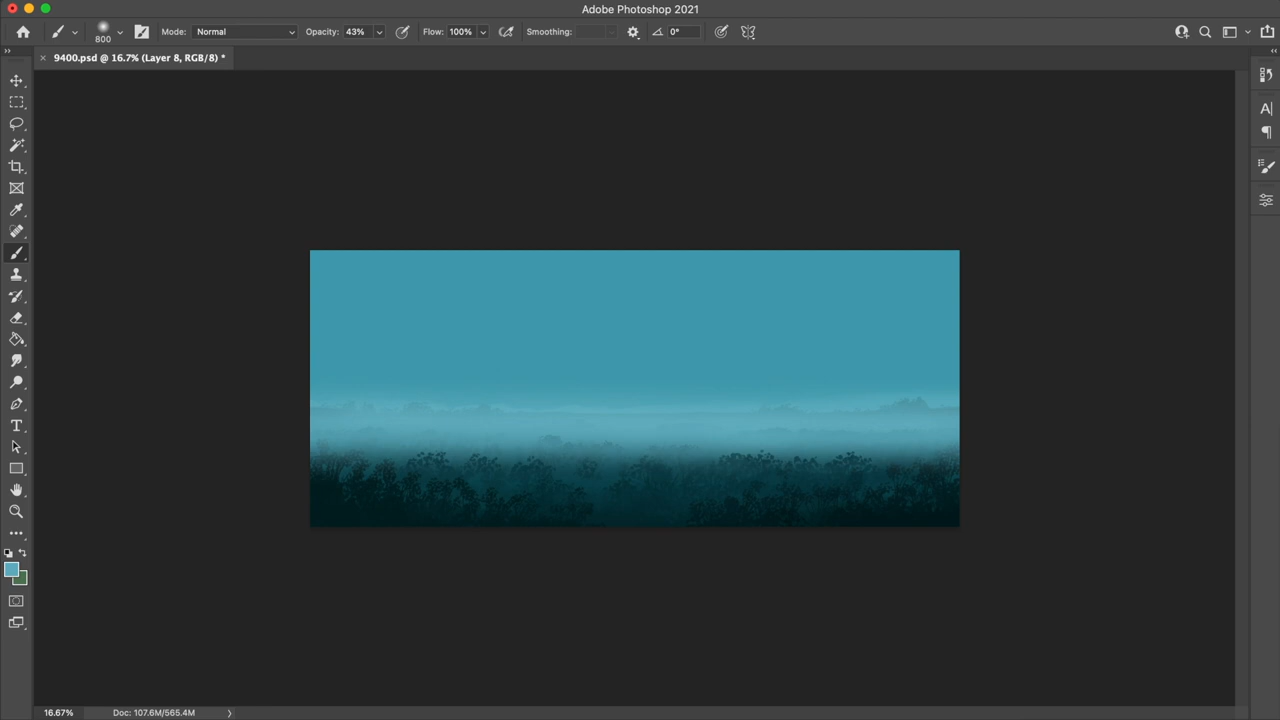 Adobe Photoshop 2021
800
Mode: Normal Opacity: 43% Flow: 100% Smoothing: 0°
9400.psd @ 16.7% (Layer 8, RGB/8) *
16.67% Doc: 107.6M/565.4M